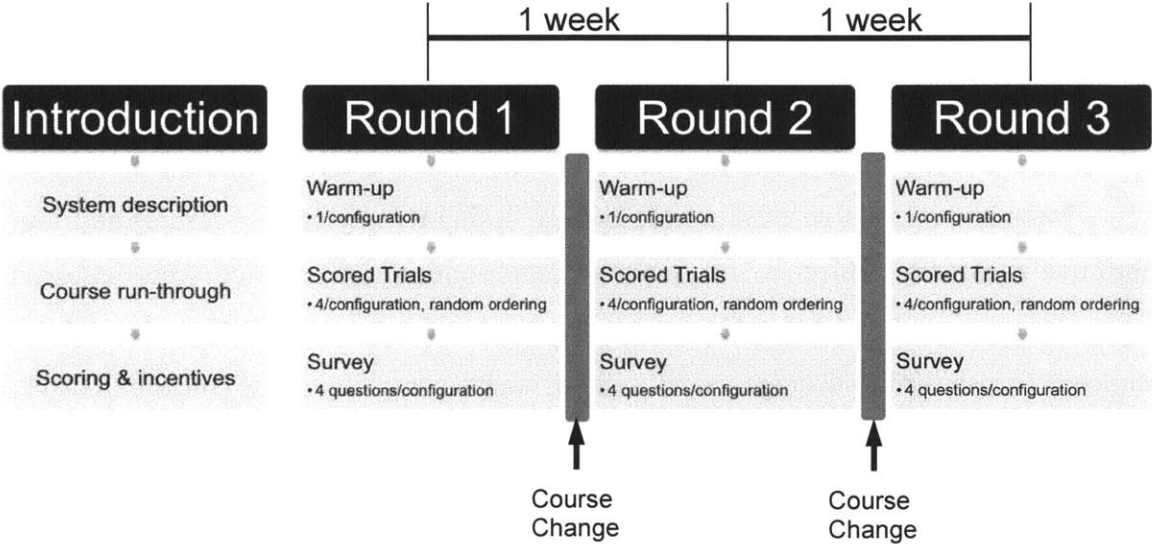 1 week
1 week
Introduction
System description
Course run-through
Scoring & incentives
Round 1
Warm-up
• 1/configuration
Scored Trials
• 4/configuration, random ordering
Survey
• 4 questions/configuration
Round 2
Warm-up
• 1/configuration
Scored Trials
• 4/configuration, random ordering
Survey
• 4 questions/configuration
Round 3
Warm-up
• 1/configuration
Scored Trials
• 4/configuration, random ordering
Survey
• 4 questions/configuration
Course
Change
Course
Change